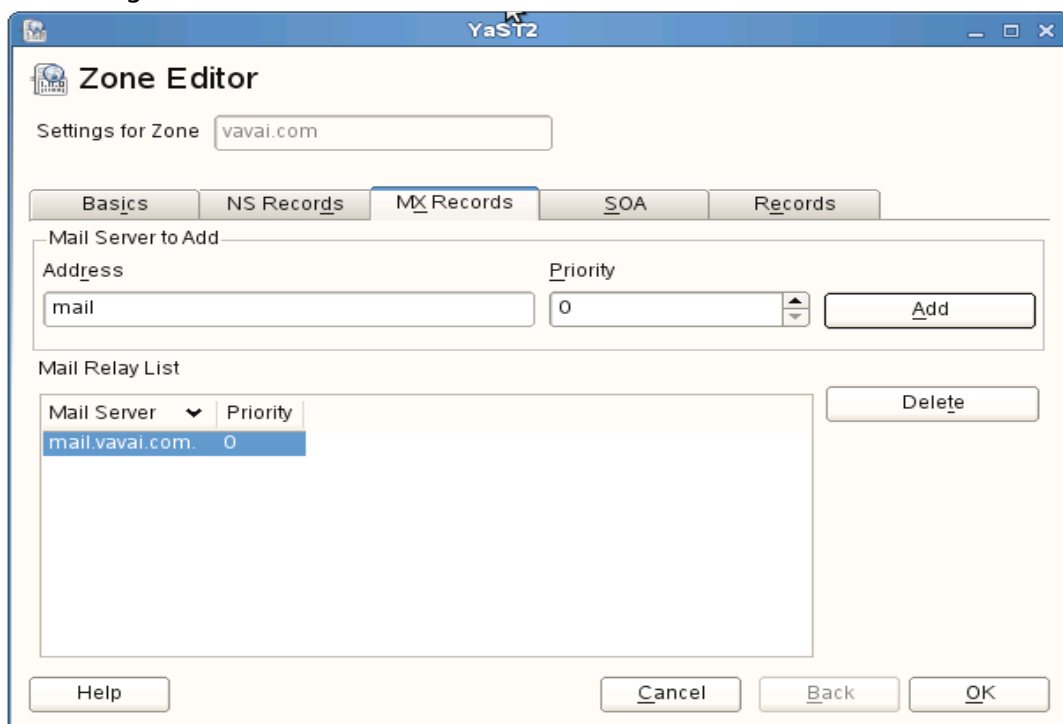 YaST2
Zone Editor
Settings for Zone vavai.com
Basics NS Records MX Records SOA Records
Mail Server to Add
Address Priority
mail 0 Add
Mail Relay List
Mail Server Priority Delete
mail.vavai.com. 0
Help Cancel Back OK